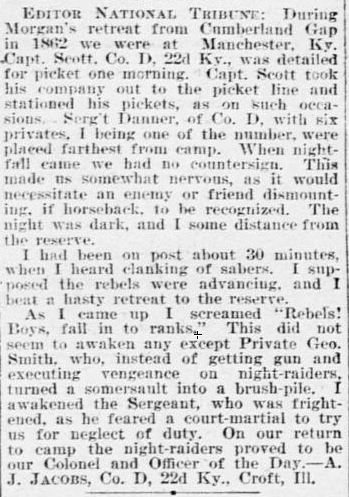 EDITOR NATIONAL TRIBUNE: During
Morgan's retreat from Cumberland Gap
in 1862 we were at Manchester, Ky.
Capt. Scott, Co. D, 22d Ky., was detailed
for picket one morning. Capt. Scott took
his company out to the picket line and
stationed his pickets, as on such occa-
sions. Serg't Danner, of Co. D, with six
privates, I being one of the number, were
placed farthest from camp. When night-
fall came we had no countersign. This
made us somewhat nervous, as it would
necessitate an enemy or friend dismount-
ing, if horseback, to be recognized. The
night was dark, and I some distance from
the reserve.
I had been on post about 30 minutes,
when I heard clanking of sabers. I sup-
posed the rebels were advancing, and I
beat a hasty retreat to the reserve.
As I came up I screamed "Rebels!
Boys, fall in to ranks." This did not
seem to awaken any except Private Geo.
Smith, who, instead of getting gun and
executing vengeance on night-raiders,
turned a somersault into a brush-pile. I
awakened the Sergeant, who was fright-
ened, as he feared a court-martial to try
us for neglect of duty. On our return
to camp the night-raiders proved to be
our Colonel and Officer of the Day.—A.
J. JACOBS, Co. D, 22d Ky., Croft, Ill.